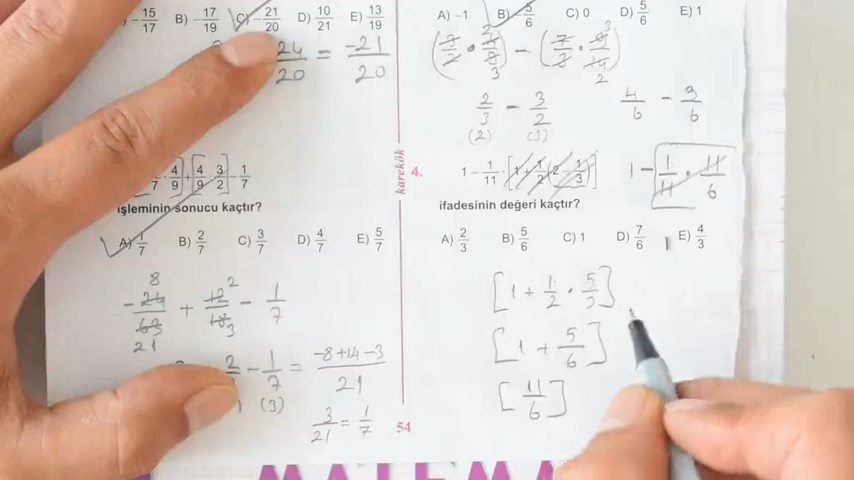 -15/17 B) -17/19 C) -21/20 D) 10/21 E) 13/19
24/20 = -21/20
7 · 4/9] + [4/9 · 3/2] - 1/7
işleminin sonucu kaçtır?
A) 1/7 B) 2/7 C) 3/7 D) 4/7 E) 5/7
8
- 24/63 + 12/18 2 - 1/7
21 3
2 - 1/7 = -8+14-3/21
(3)
3/21 = 1/7
karekök
54
A) -1 B) 5/6 C) 0 D) 5/6 E) 1
2/3 - 3/2 4/6 - 9/6
(2) (3)
4. 1 - 1/11 · [1 + 1/2 (2 - 1/3)] 1 - 1/11 · 11/6
ifadesinin değeri kaçtır?
A) 2/3 B) 5/6 C) 1 D) 7/6 E) 4/3
[1 + 1/2 · 5/3]
[1 + 5/6]
[11/6]
MATEM